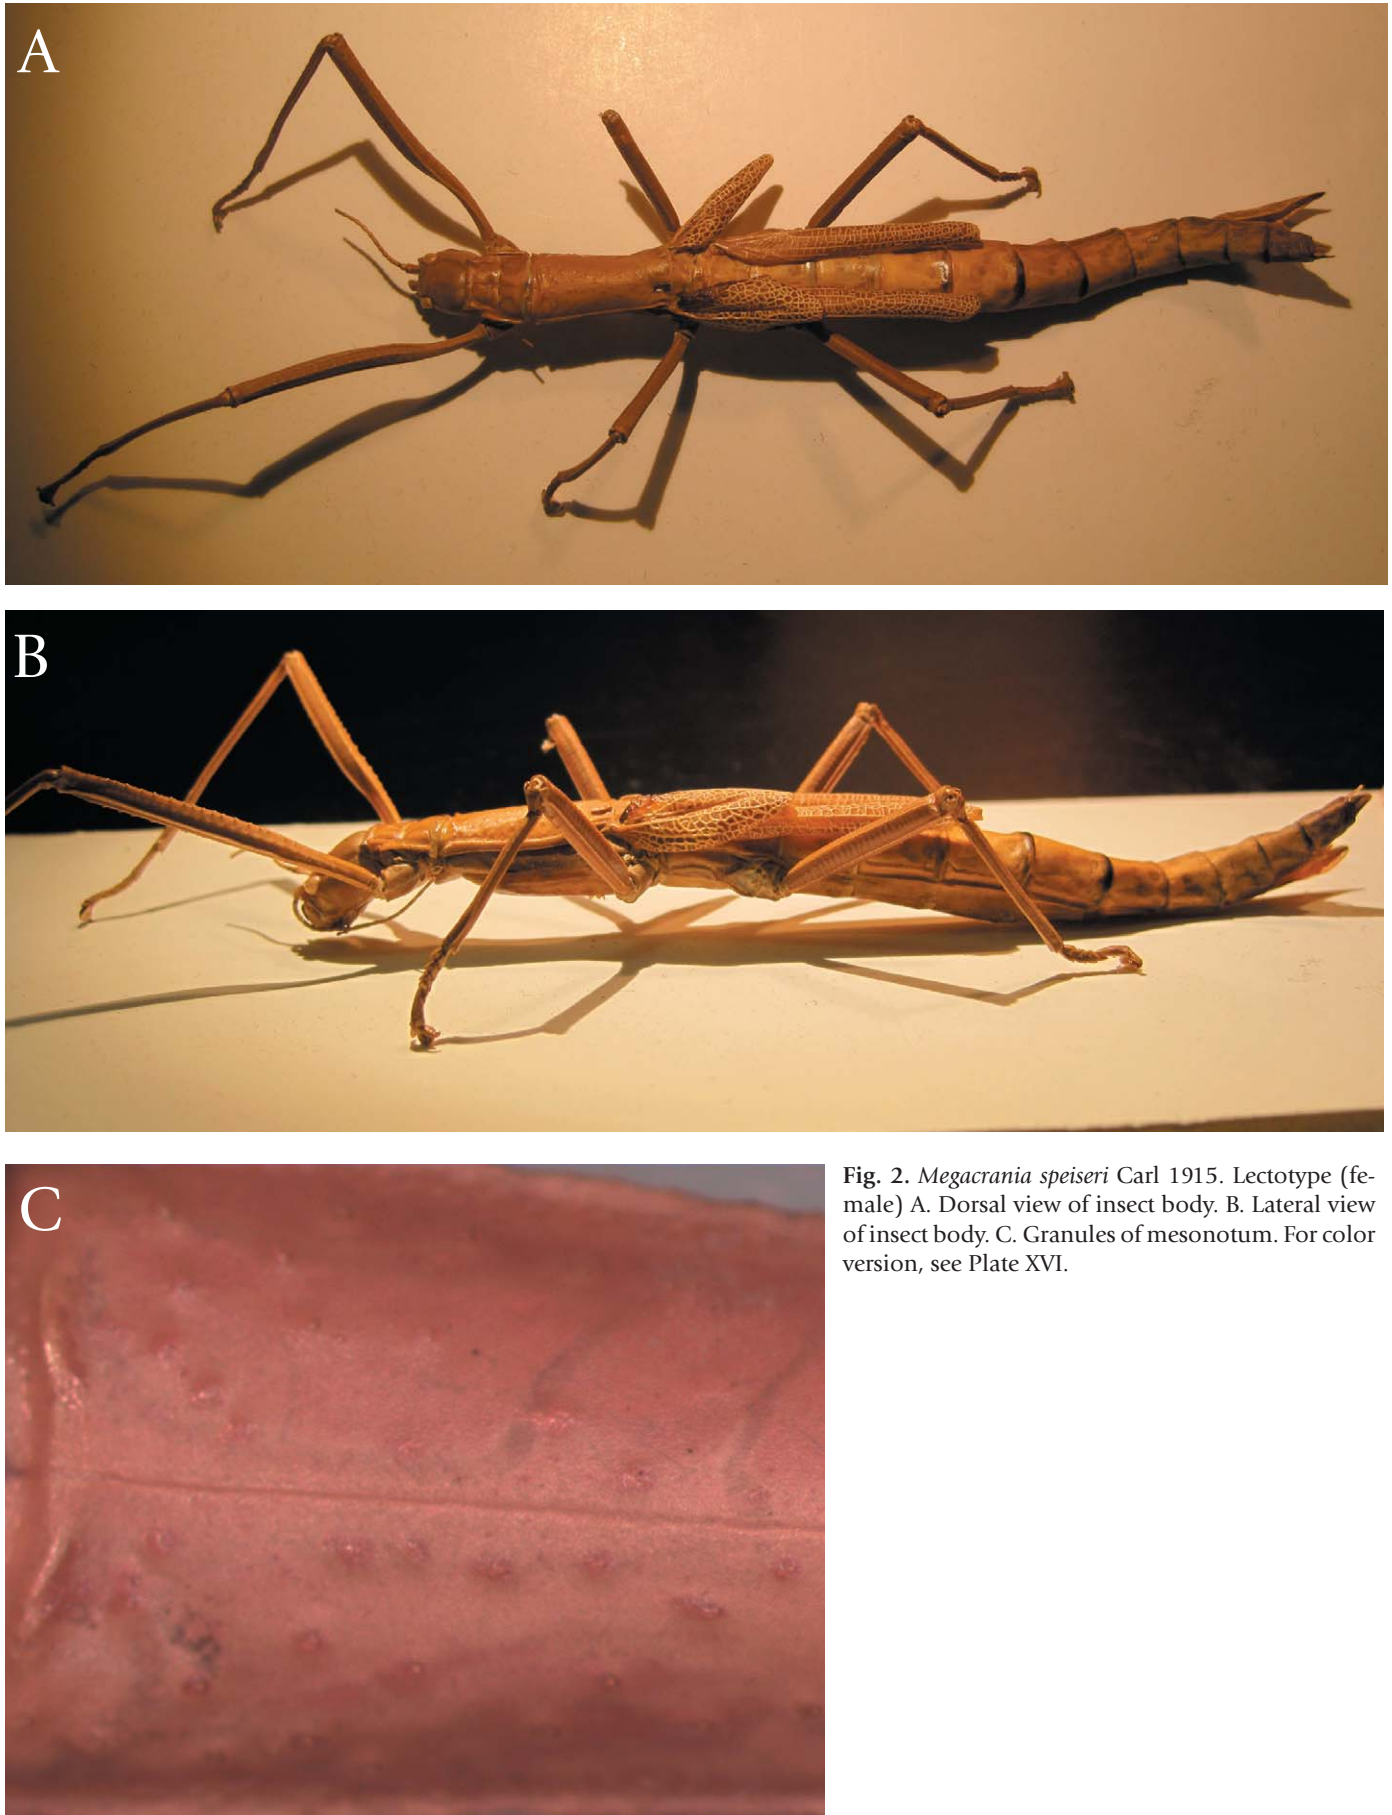 A
B
C
Fig. 2. Megacrania speiseri Carl 1915. Lectotype (fe-
male) A. Dorsal view of insect body. B. Lateral view
of insect body. C. Granules of mesonotum. For color
version, see Plate XVI.